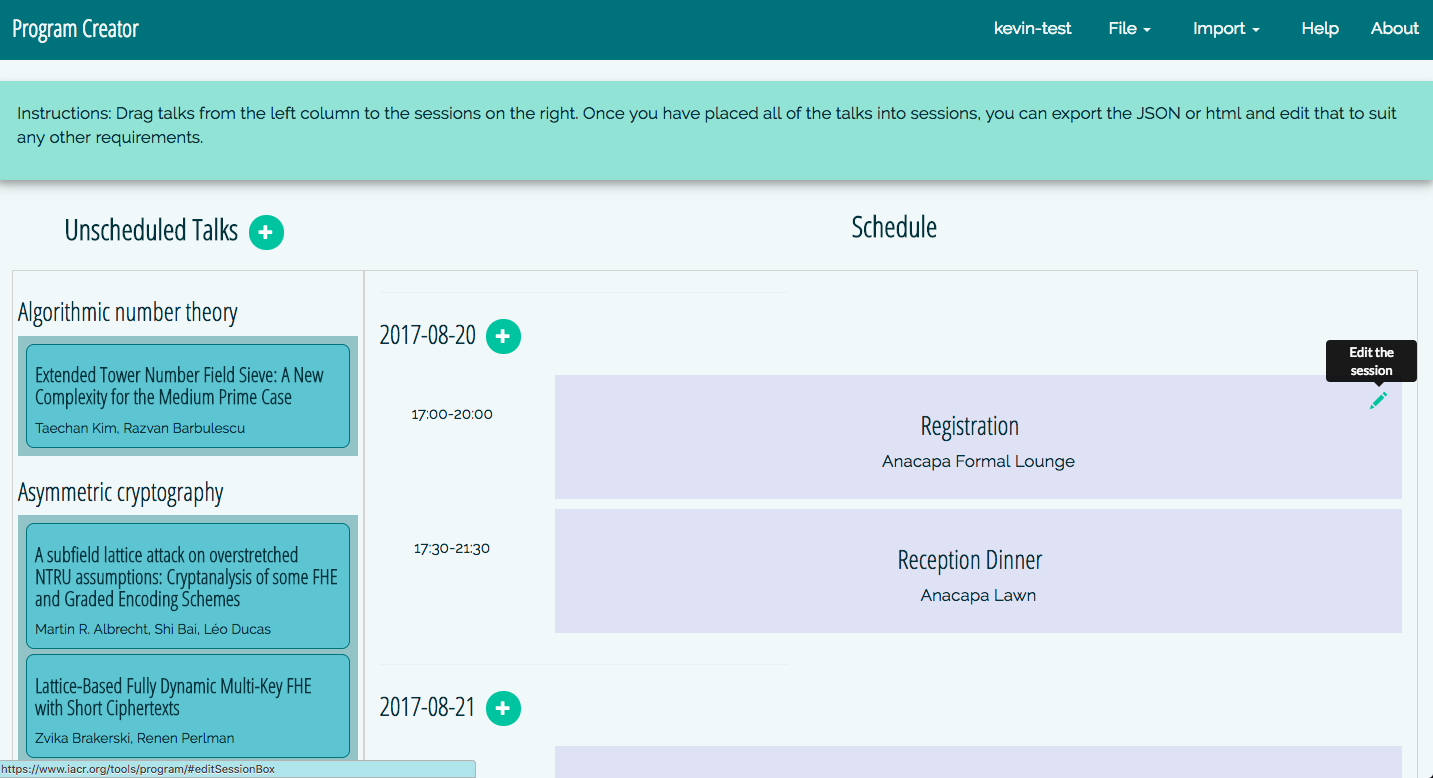 Program Creator
kevin-test
File
Import
Help
About
Instructions: Drag talks from the left column to the sessions on the right. Once you have placed all of the talks into sessions, you can export the JSON or html and edit that to suit
any other requirements.
Unscheduled Talks
Schedule
Algorithmic number theory
Extended Tower Number Field Sieve: A New
Complexity for the Medium Prime Case
Taechan Kim, Razvan Barbulescu
Asymmetric cryptography
A subfield lattice attack on overstretched
NTRU assumptions: Cryptanalysis of some FHE
and Graded Encoding Schemes
Martin R. Albrecht, Shi Bai, Léo Ducas
Lattice-Based Fully Dynamic Multi-Key FHE
with Short Ciphertexts
Zvika Brakerski, Renen Perlman
2017-08-20
Edit the
session
17:00-20:00
Registration
Anacapa Formal Lounge
17:30-21:30
Reception Dinner
Anacapa Lawn
2017-08-21
https://www.iacr.org/tools/program/#editSessionBox